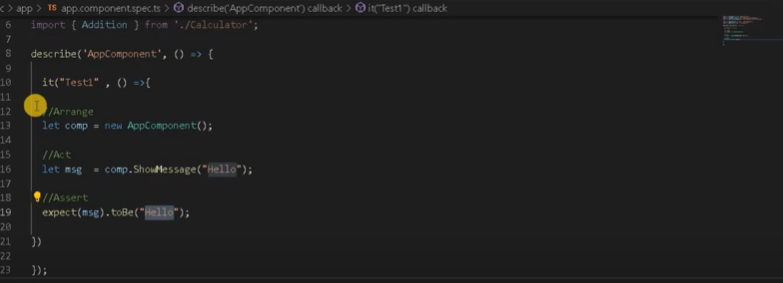 c > app > TS app.component.spec.ts > describe('AppComponent') callback > it("Test1") callback
6 import { Addition } from './Calculator';
7
8 describe('AppComponent', () => {
9
10 it("Test1" , () =>{
11
12 //Arrange
13 let comp = new AppComponent();
14
15 //Act
16 let msg  = comp.ShowMessage("Hello");
17
18 //Assert
19 expect(msg).toBe("Hello");
20
21 })
22
23 });